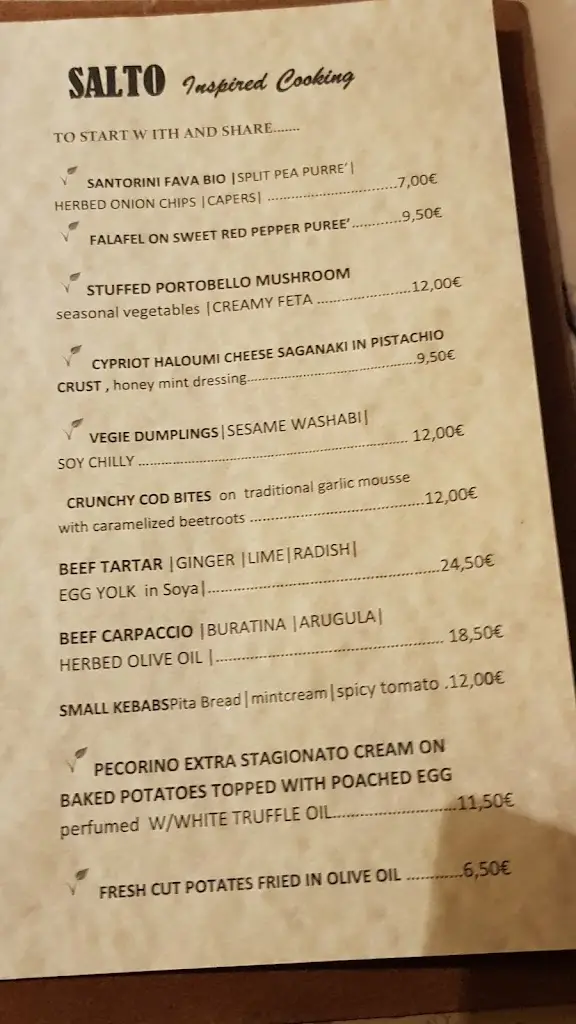 SALTO Inspired Cooking
TO START W ITH AND SHARE.......
SANTORINI FAVA BIO |SPLIT PEA PURRE’|
HERBED ONION CHIPS |CAPERS| ................................7,00€
FALAFEL ON SWEET RED PEPPER PUREE’............9,50€
STUFFED PORTOBELLO MUSHROOM
seasonal vegetables |CREAMY FETA .......................12,00€
CYPRIOT HALOUMI CHEESE SAGANAKI IN PISTACHIO
CRUST , honey mint dressing..........................................9,50€
VEGIE DUMPLINGS|SESAME WASHABI|
SOY CHILLY ................................................................ 12,00€
CRUNCHY COD BITES on traditional garlic mousse
with caramelized beetroots .........................................12,00€
BEEF TARTAR |GINGER |LIME|RADISH|
EGG YOLK in Soya|.......................................................24,50€
BEEF CARPACCIO |BURATINA |ARUGULA|
HERBED OLIVE OIL |...................................................... 18,50€
SMALL KEBABSPita Bread|mintcream|spicy tomato .12,00€
PECORINO EXTRA STAGIONATO CREAM ON
BAKED POTATOES TOPPED WITH POACHED EGG
perfumed W/WHITE TRUFFLE OIL.............................11,50€
FRESH CUT POTATES FRIED IN OLIVE OIL ............6,50€